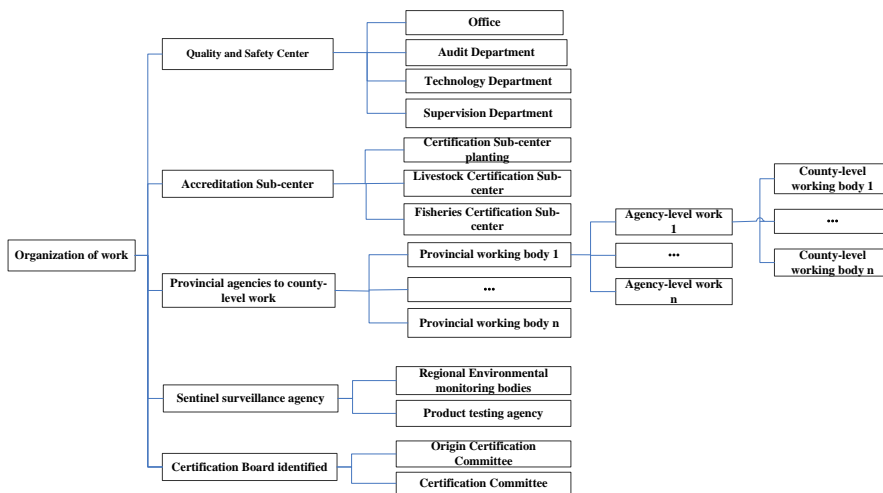 Organization of work
Quality and Safety Center
Office
Audit Department
Technology Department
Supervision Department
Accreditation Sub-center
Certification Sub-center
planting
Livestock Certification Sub-
center
Fisheries Certification Sub-
center
Provincial agencies to county-
level work
Provincial working body 1
...
Provincial working body n
Agency-level work
1
...
Agency-level work
n
County-level
working body 1
...
County-level
working body n
Sentinel surveillance agency
Regional Environmental
monitoring bodies
Product testing agency
Certification Board identified
Origin Certification
Committee
Certification Committee